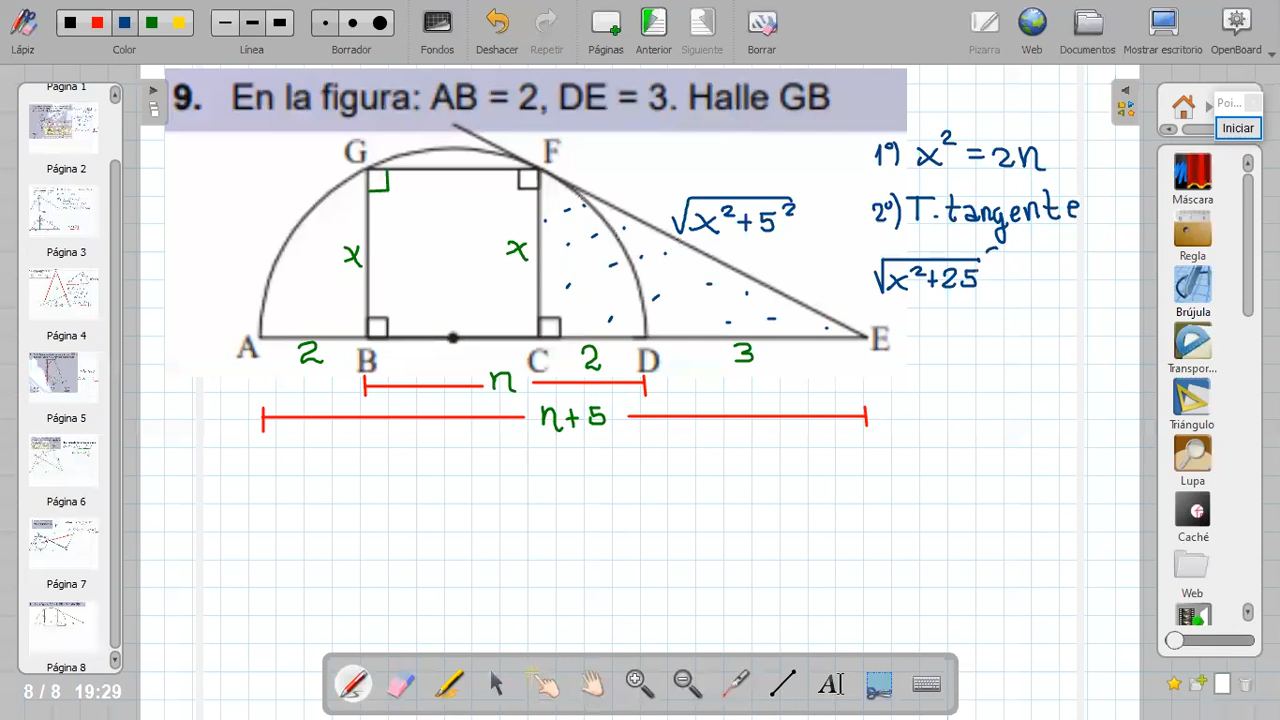 Lápiz
Color
Línea
Borrador
Fondos
Deshacer
Repetir
Páginas
Anterior
Siguiente
Borrar
Pizarra
Web
Documentos
Mostrar escritorio
OpenBoard
Página 1
Página 2
Página 3
Página 4
Página 5
Página 6
Página 7
Página 8
8 / 8 19:29
9. En la figura: AB = 2, DE = 3. Halle GB
G F
x x
√x²+5²
A 2 B C 2 D 3 E
n
n+5
1º) x² = 2n
2º) T. tangente
√x²+25
Poi...
Iniciar
Máscara
Regla
Brújula
Transpor...
Triángulo
Lupa
Caché
Web
AI